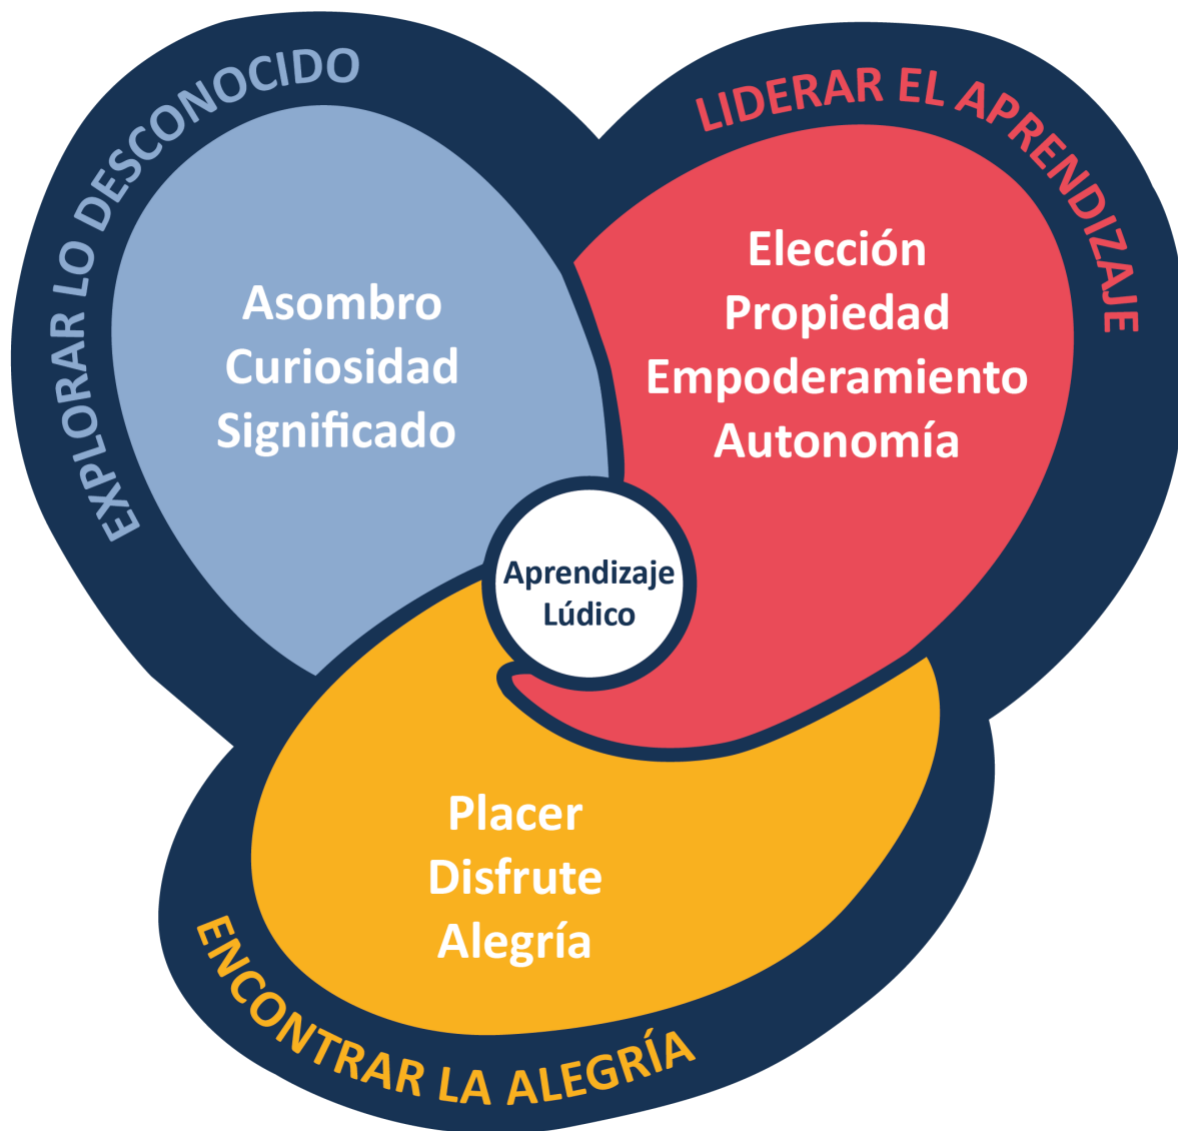 EXPLORAR LO DESCONOCIDO
Asombro
Curiosidad
Significado
LIDERAR EL APRENDIZAJE
Elección
Propiedad
Empoderamiento
Autonomía
Aprendizaje
Lúdico
Placer
Disfrute
Alegría
ENCONTRAR LA ALEGRÍA